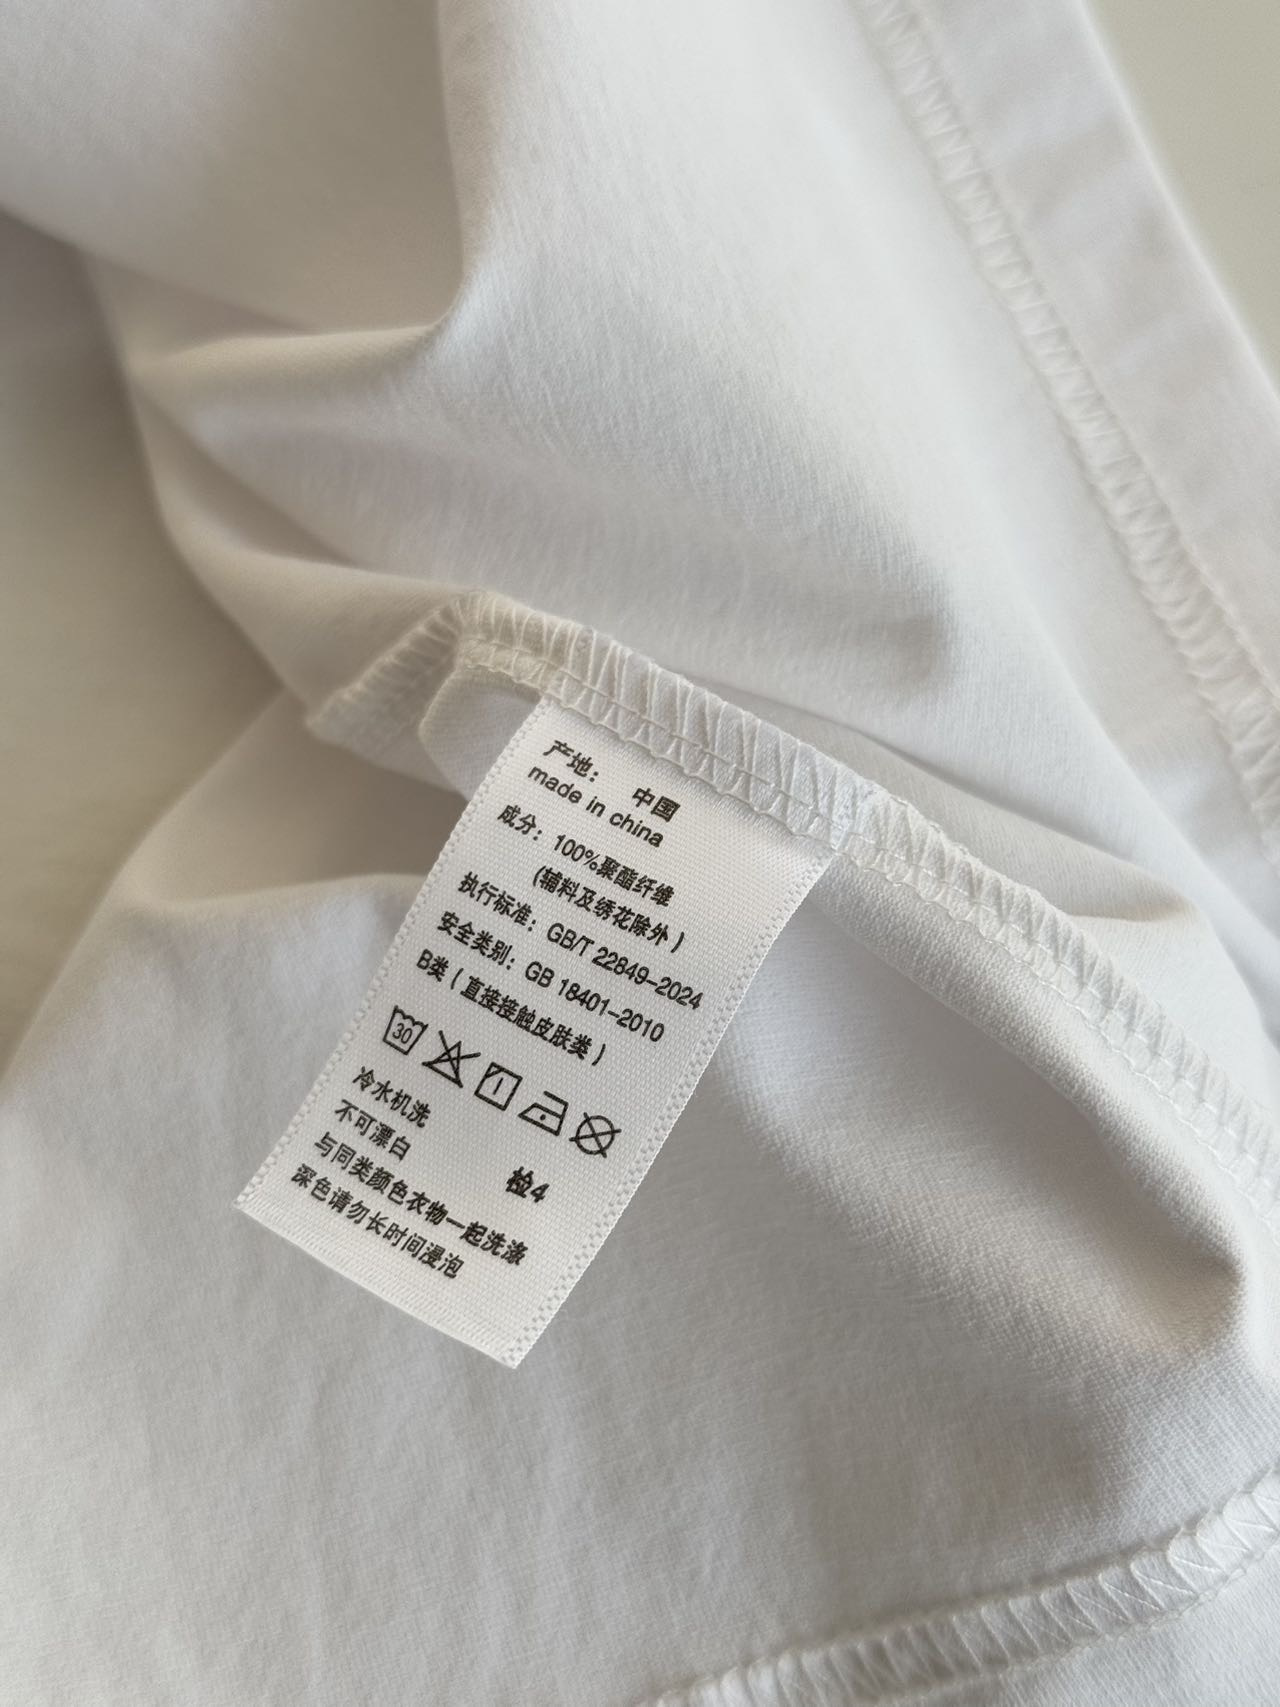 产地： 中国
made in china
成分：100%聚酯纤维
(辅料及绣花除外)
执行标准：GB/T 22849-2024
安全类别：GB 18401-2010
B类(直接接触皮肤类)
30
冷水机洗
不可漂白 检4
与同类颜色衣物一起洗涤
深色请勿长时间浸泡